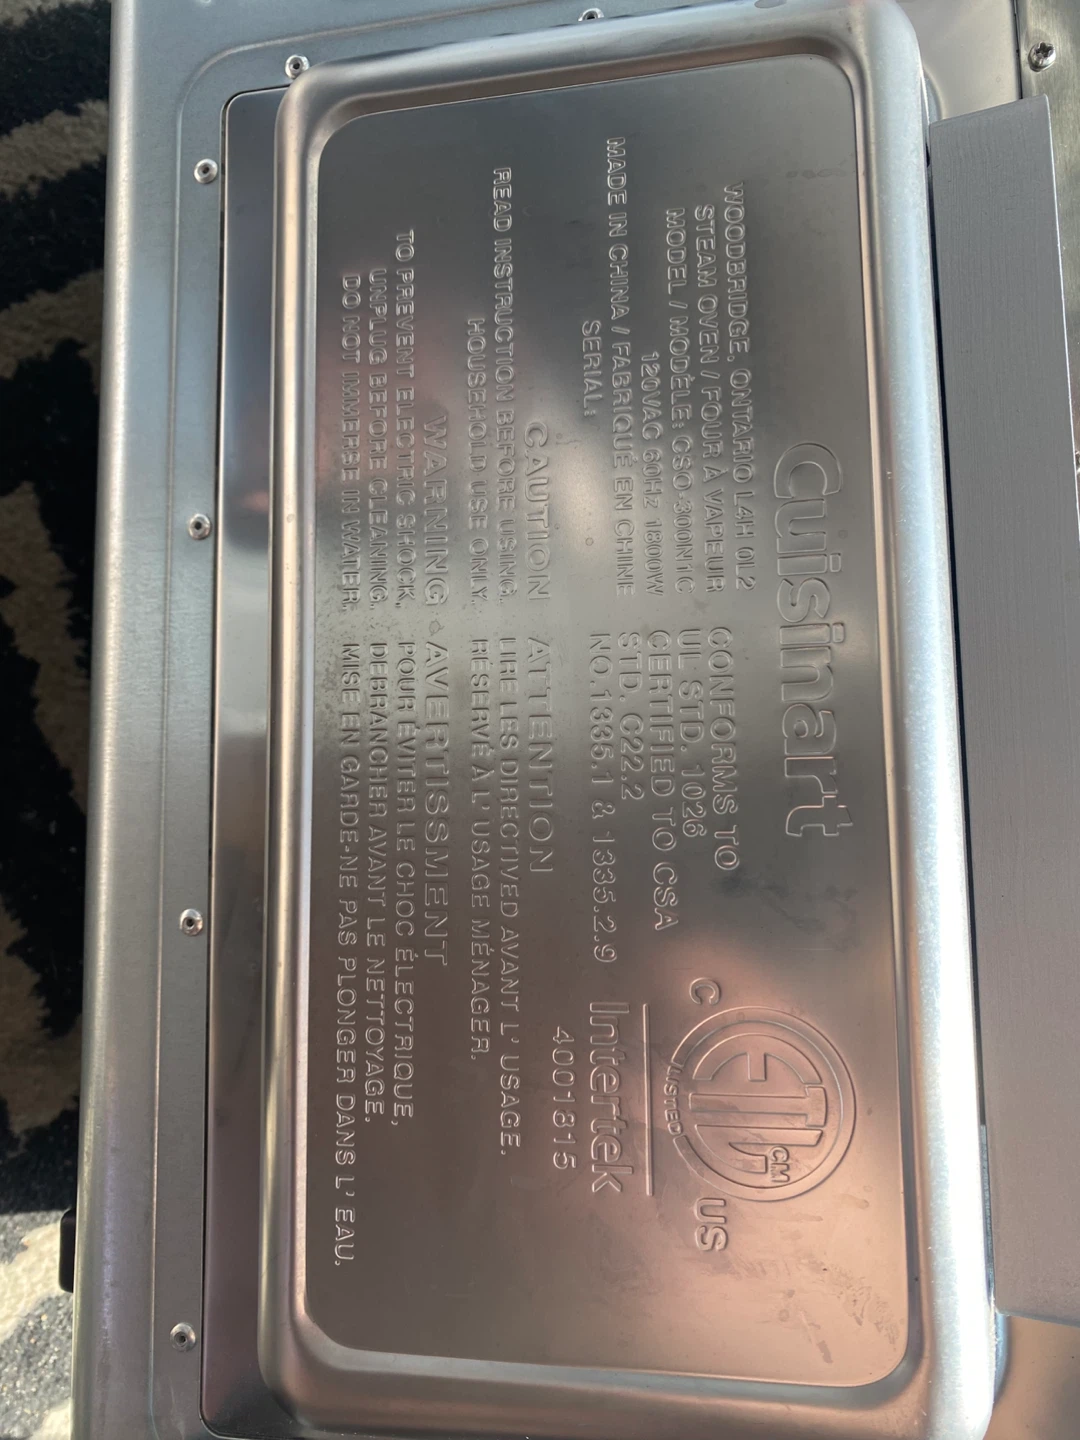 Cuisinart
WOODBRIDGE, ONTARIO L4H 0L2
STEAM OVEN / FOUR À VAPEUR
MODEL / MODÈLE: CSO-300N1C
120VAC 60Hz 1800W
MADE IN CHINA / FABRIQUÉ EN CHINE
SERIAL:
CONFORMS TO
UL STD. 1026
CERTIFIED TO CSA
STD. C22.2
NO.1335.1 & 1335.2.9
C
ETL
CM
LISTED
US
Intertek
4001815
CAUTION
READ INSTRUCTION BEFORE USING.
HOUSEHOLD USE ONLY.
ATTENTION
LIRE LES DIRECTIVED AVANT L' USAGE.
RÉSERVÉ À L' USAGE MÉNAGER.
WARNING
TO PREVENT ELECTRIC SHOCK,
UNPLUG BEFORE CLEANING.
DO NOT IMMERSE IN WATER.
AVERTISSMENT
POUR ÉVITER LE CHOC ÉLECTRIQUE,
DEBRANCHER AVANT LE NETTOYAGE.
MISE EN GARDE-NE PAS PLONGER DANS L' EAU.